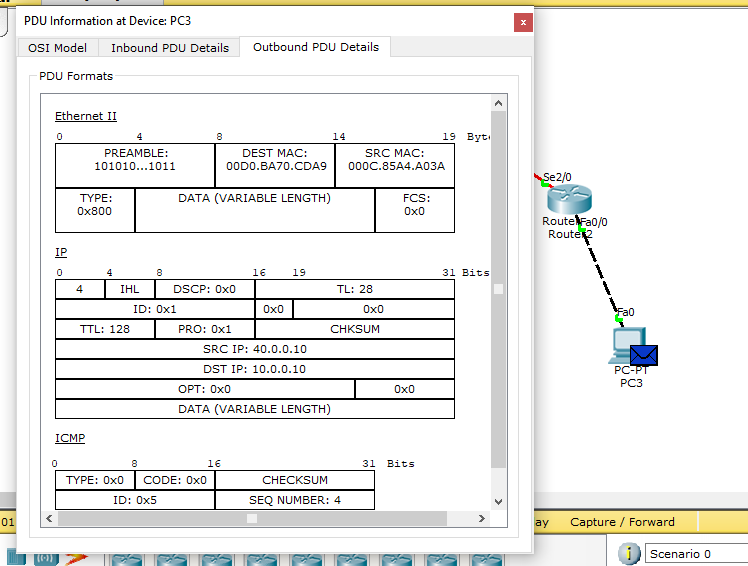 PDU Information at Device: PC3
x
OSI Model Inbound PDU Details Outbound PDU Details
PDU Formats
Ethernet II
0 4 8 14 19 Byte
PREAMBLE: 101010...1011
DEST MAC: 00D0.BA70.CDA9
SRC MAC: 000C.85A4.A03A
TYPE: 0x800
DATA (VARIABLE LENGTH)
FCS: 0x0
IP
0 4 8 16 19 31 Bits
4 IHL DSCP: 0x0 TL: 28
ID: 0x1 0x0 0x0
TTL: 128 PRO: 0x1 CHKSUM
SRC IP: 40.0.0.10
DST IP: 10.0.0.10
OPT: 0x0 0x0
DATA (VARIABLE LENGTH)
ICMP
0 8 16 31 Bits
TYPE: 0x0 CODE: 0x0 CHECKSUM
ID: 0x5 SEQ NUMBER: 4
Se2/0
Fa0/0
Router2
Fa0
PC-PT
PC3
01
ay Capture / Forward
i Scenario 0